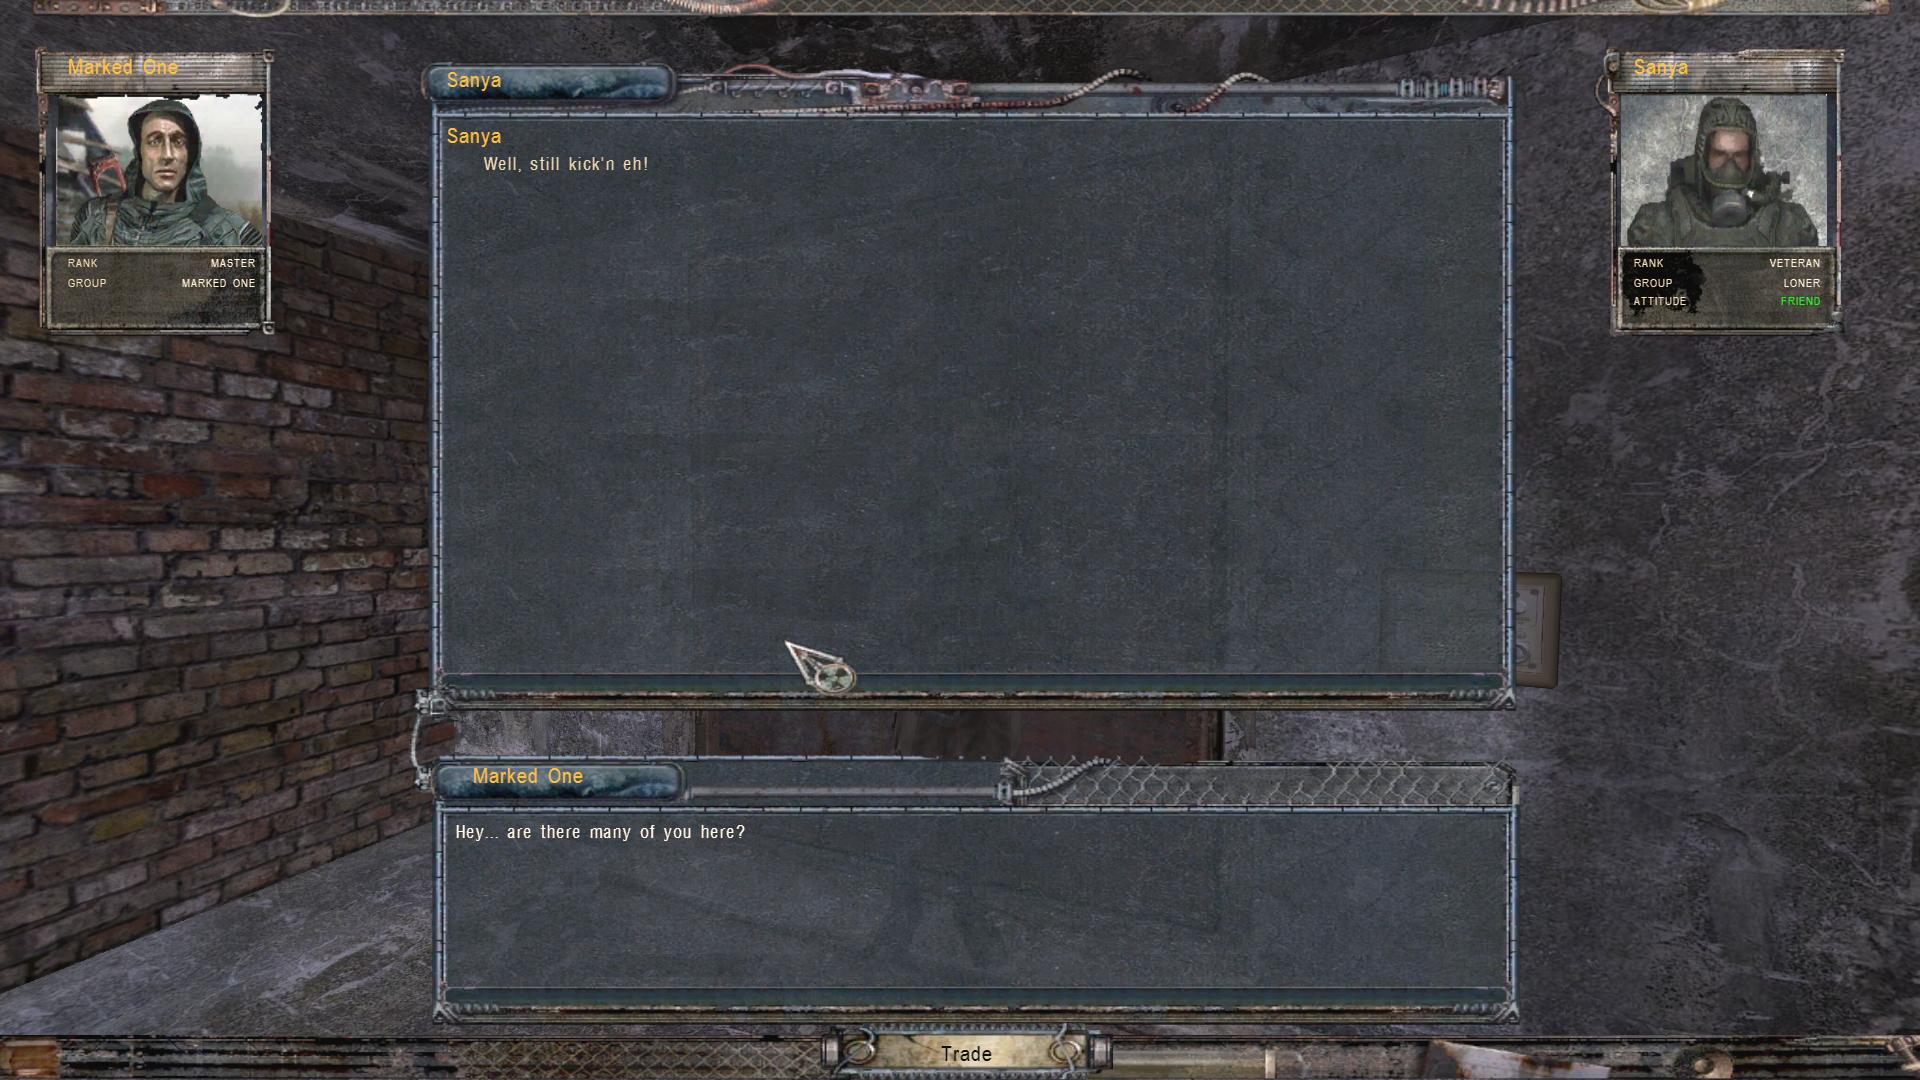 Marked One
RANK MASTER
GROUP MARKED ONE
Sanya
Sanya
Well, still kick'n eh!
Sanya
RANK VETERAN
GROUP LONER
ATTITUDE FRIEND
Marked One
Hey... are there many of you here?
Trade